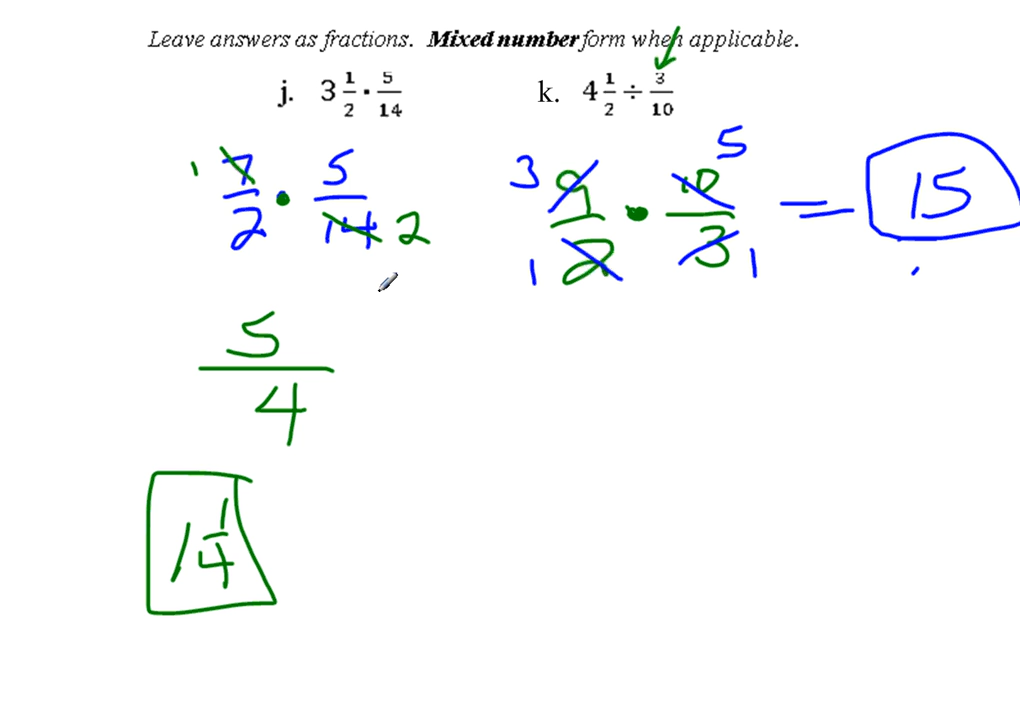 Leave answers as fractions. Mixed number form when applicable.
j. 3 1/2 · 5/14
k. 4 1/2 ÷ 3/10
1 7/2 · 5/14 2
3 9/2 1 · 5 10/3 1 = 15
5/4
1 1/4